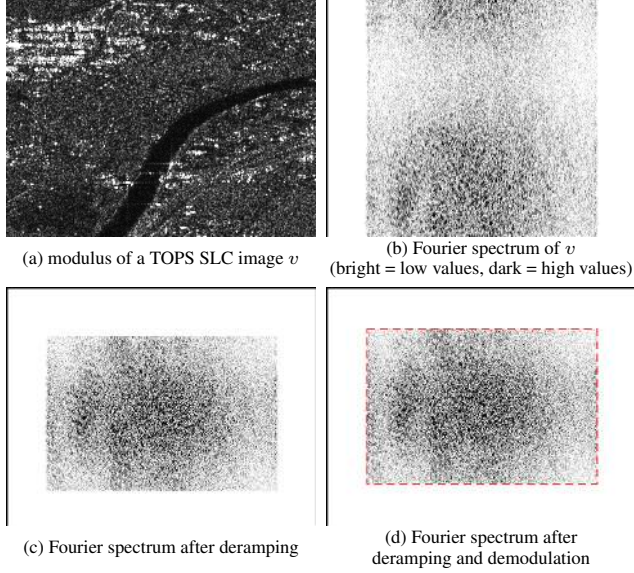 (a) modulus of a TOPS SLC image v
(b) Fourier spectrum of v
(bright = low values, dark = high values)
(c) Fourier spectrum after deramping
(d) Fourier spectrum after
deramping and demodulation